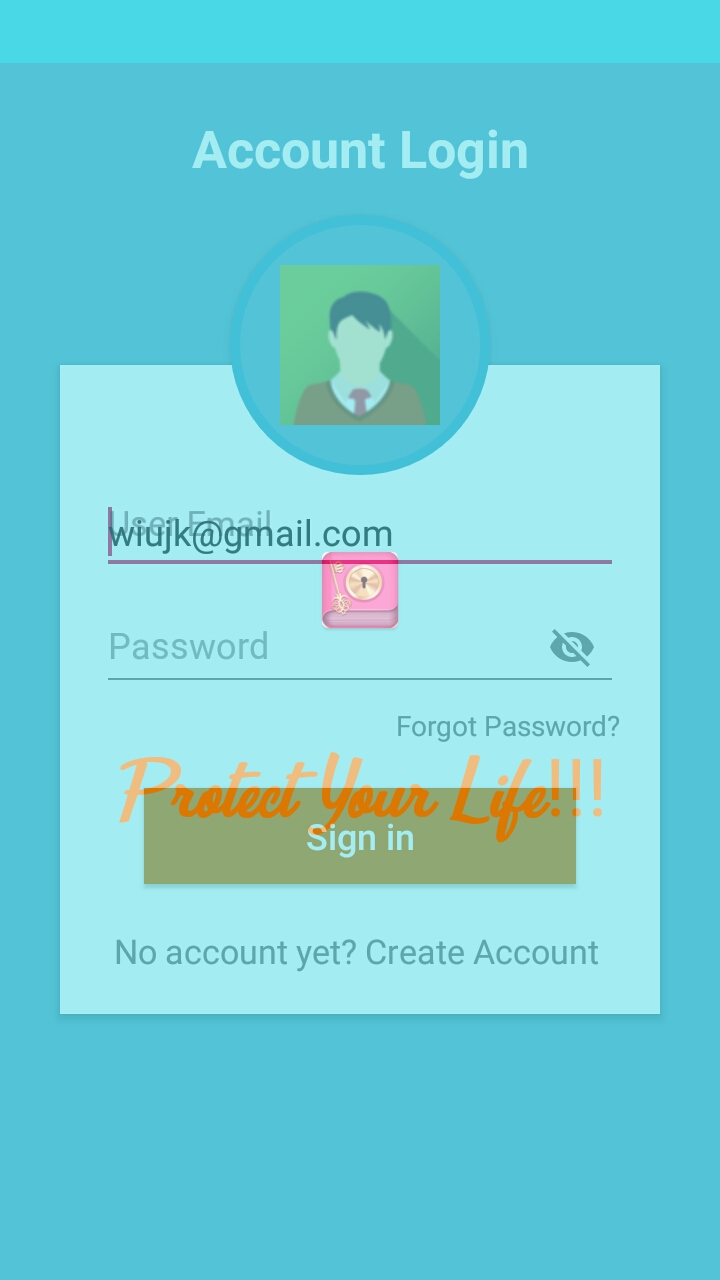 Account Login
User Email
wiujk@gmail.com
Password
Forgot Password?
Protect Your Life!!!
Sign in
No account yet? Create Account